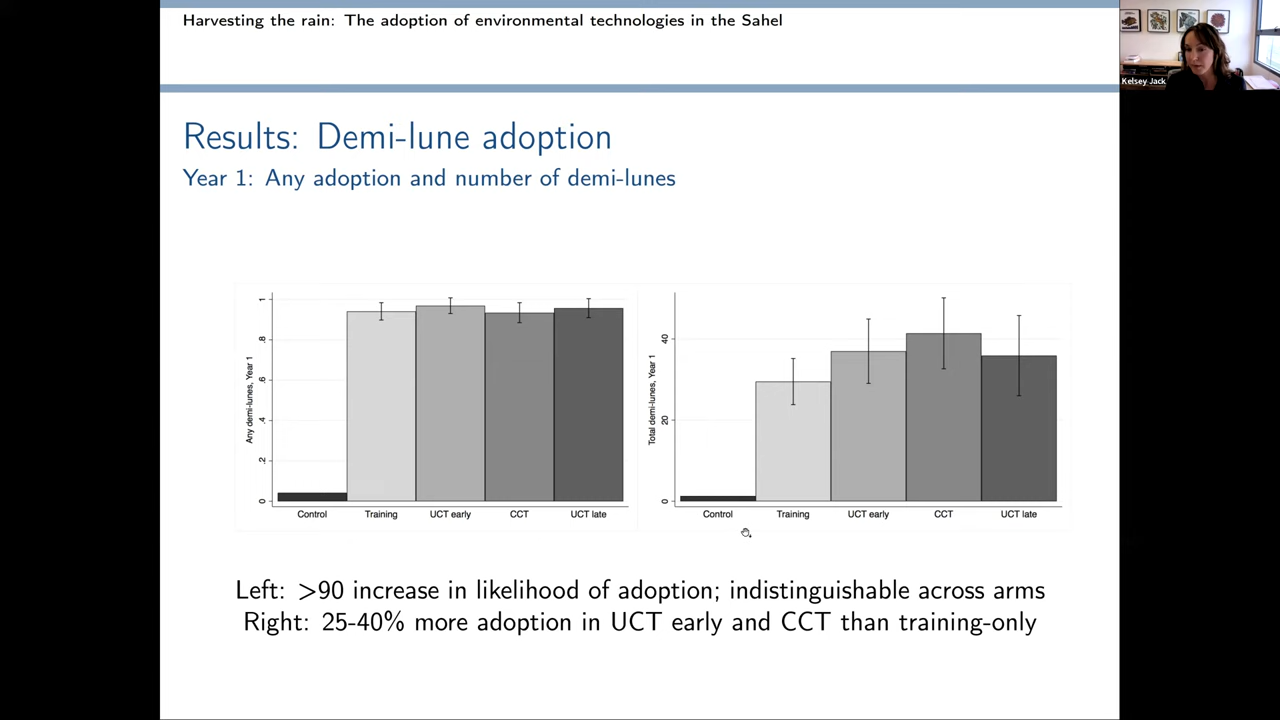 Harvesting the rain: The adoption of environmental technologies in the Sahel
Kelsey Jack
Results: Demi-lune adoption
Year 1: Any adoption and number of demi-lunes
Any demi-lunes, Year 1
0
.2
.4
.6
.8
1
Control
Training
UCT early
CCT
UCT late
Total demi-lunes, Year 1
0
20
40
Control
Training
UCT early
CCT
UCT late
Left: >90 increase in likelihood of adoption; indistinguishable across arms
Right: 25-40% more adoption in UCT early and CCT than training-only